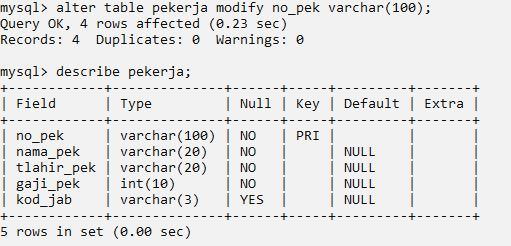 mysql> alter table pekerja modify no_pek varchar(100);
Query OK, 4 rows affected (0.23 sec)
Records: 4  Duplicates: 0  Warnings: 0

mysql> describe pekerja;
+------------+--------------+------+-----+---------+-------+
| Field      | Type         | Null | Key | Default | Extra |
+------------+--------------+------+-----+---------+-------+
| no_pek     | varchar(100) | NO   | PRI |         |       |
| nama_pek   | varchar(20)  | NO   |     | NULL    |       |
| tlahir_pek | varchar(20)  | NO   |     | NULL    |       |
| gaji_pek   | int(10)      | NO   |     | NULL    |       |
| kod_jab    | varchar(3)   | YES  |     | NULL    |       |
+------------+--------------+------+-----+---------+-------+
5 rows in set (0.00 sec)